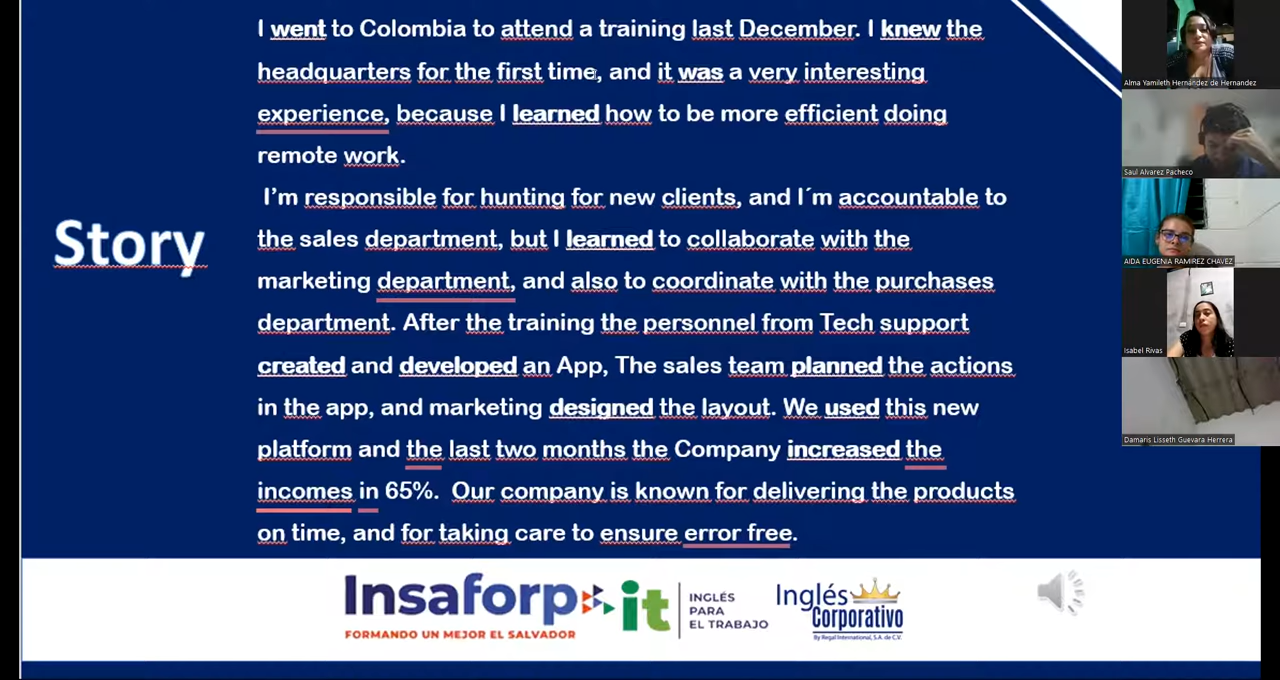 I went to Colombia to attend a training last December. I knew the
headquarters for the first time, and it was a very interesting
experience, because I learned how to be more efficient doing
remote work.
I'm responsible for hunting for new clients, and I´m accountable to
the sales department, but I learned to collaborate with the
marketing department, and also to coordinate with the purchases
department. After the training the personnel from Tech support
created and developed an App, The sales team planned the actions
in the app, and marketing designed the layout. We used this new
platform and the last two months the Company increased the
incomes in 65%. Our company is known for delivering the products
on time, and for taking care to ensure error free.
Story
Insaforp
FORMANDO UN MEJOR EL SALVADOR
it
INGLÉS
PARA
EL TRABAJO
Inglés
Corporativo
By Regal International, S.A. de C.V.
Alma Yamileth Hernández de Hernandez
Saul Alvarez Pacheco
AIDA EUGENIA RAMIREZ CHAVEZ
Isabel Rivas
Damaris Lisseth Guevara Herrera